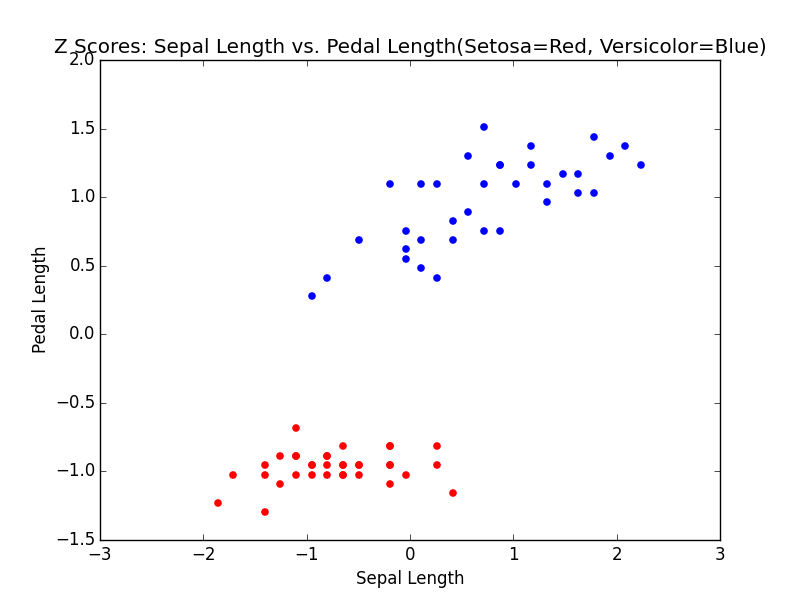 Z Scores: Sepal Length vs. Pedal Length(Setosa=Red, Versicolor=Blue)
2.0
1.5
1.0
0.5
0.0
−0.5
−1.0
−1.5
Pedal Length
−3 −2 −1 0 1 2 3
Sepal Length